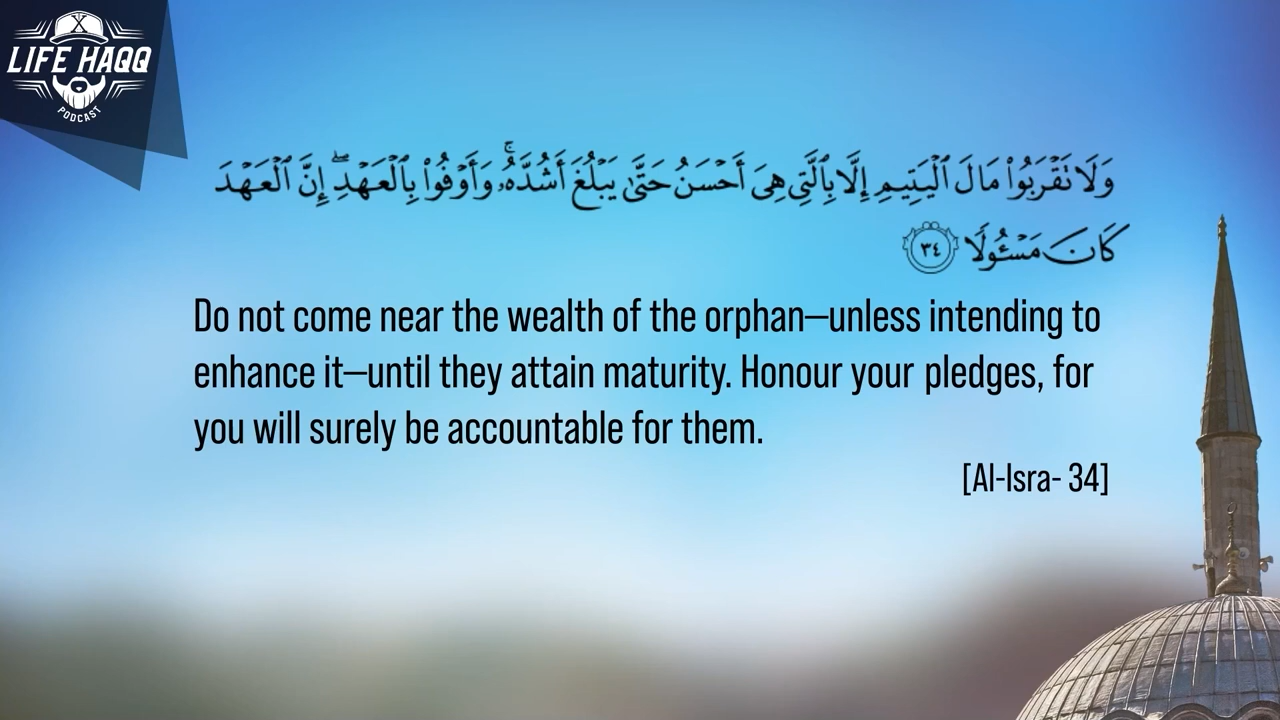 LIFE HAQQ
PODCAST
وَلَا تَقْرَبُوا۟ مَالَ ٱلْيَتِيمِ إِلَّا بِٱلَّتِى هِىَ أَحْسَنُ حَتَّىٰ يَبْلُغَ أَشُدَّهُۥ ۚ وَأَوْفُوا۟ بِٱلْعَهْدِ ۖ إِنَّ ٱلْعَهْدَ
كَانَ مَسْـُٔولًا ٣٤
Do not come near the wealth of the orphan—unless intending to
enhance it—until they attain maturity. Honour your pledges, for
you will surely be accountable for them.
[Al-Isra- 34]